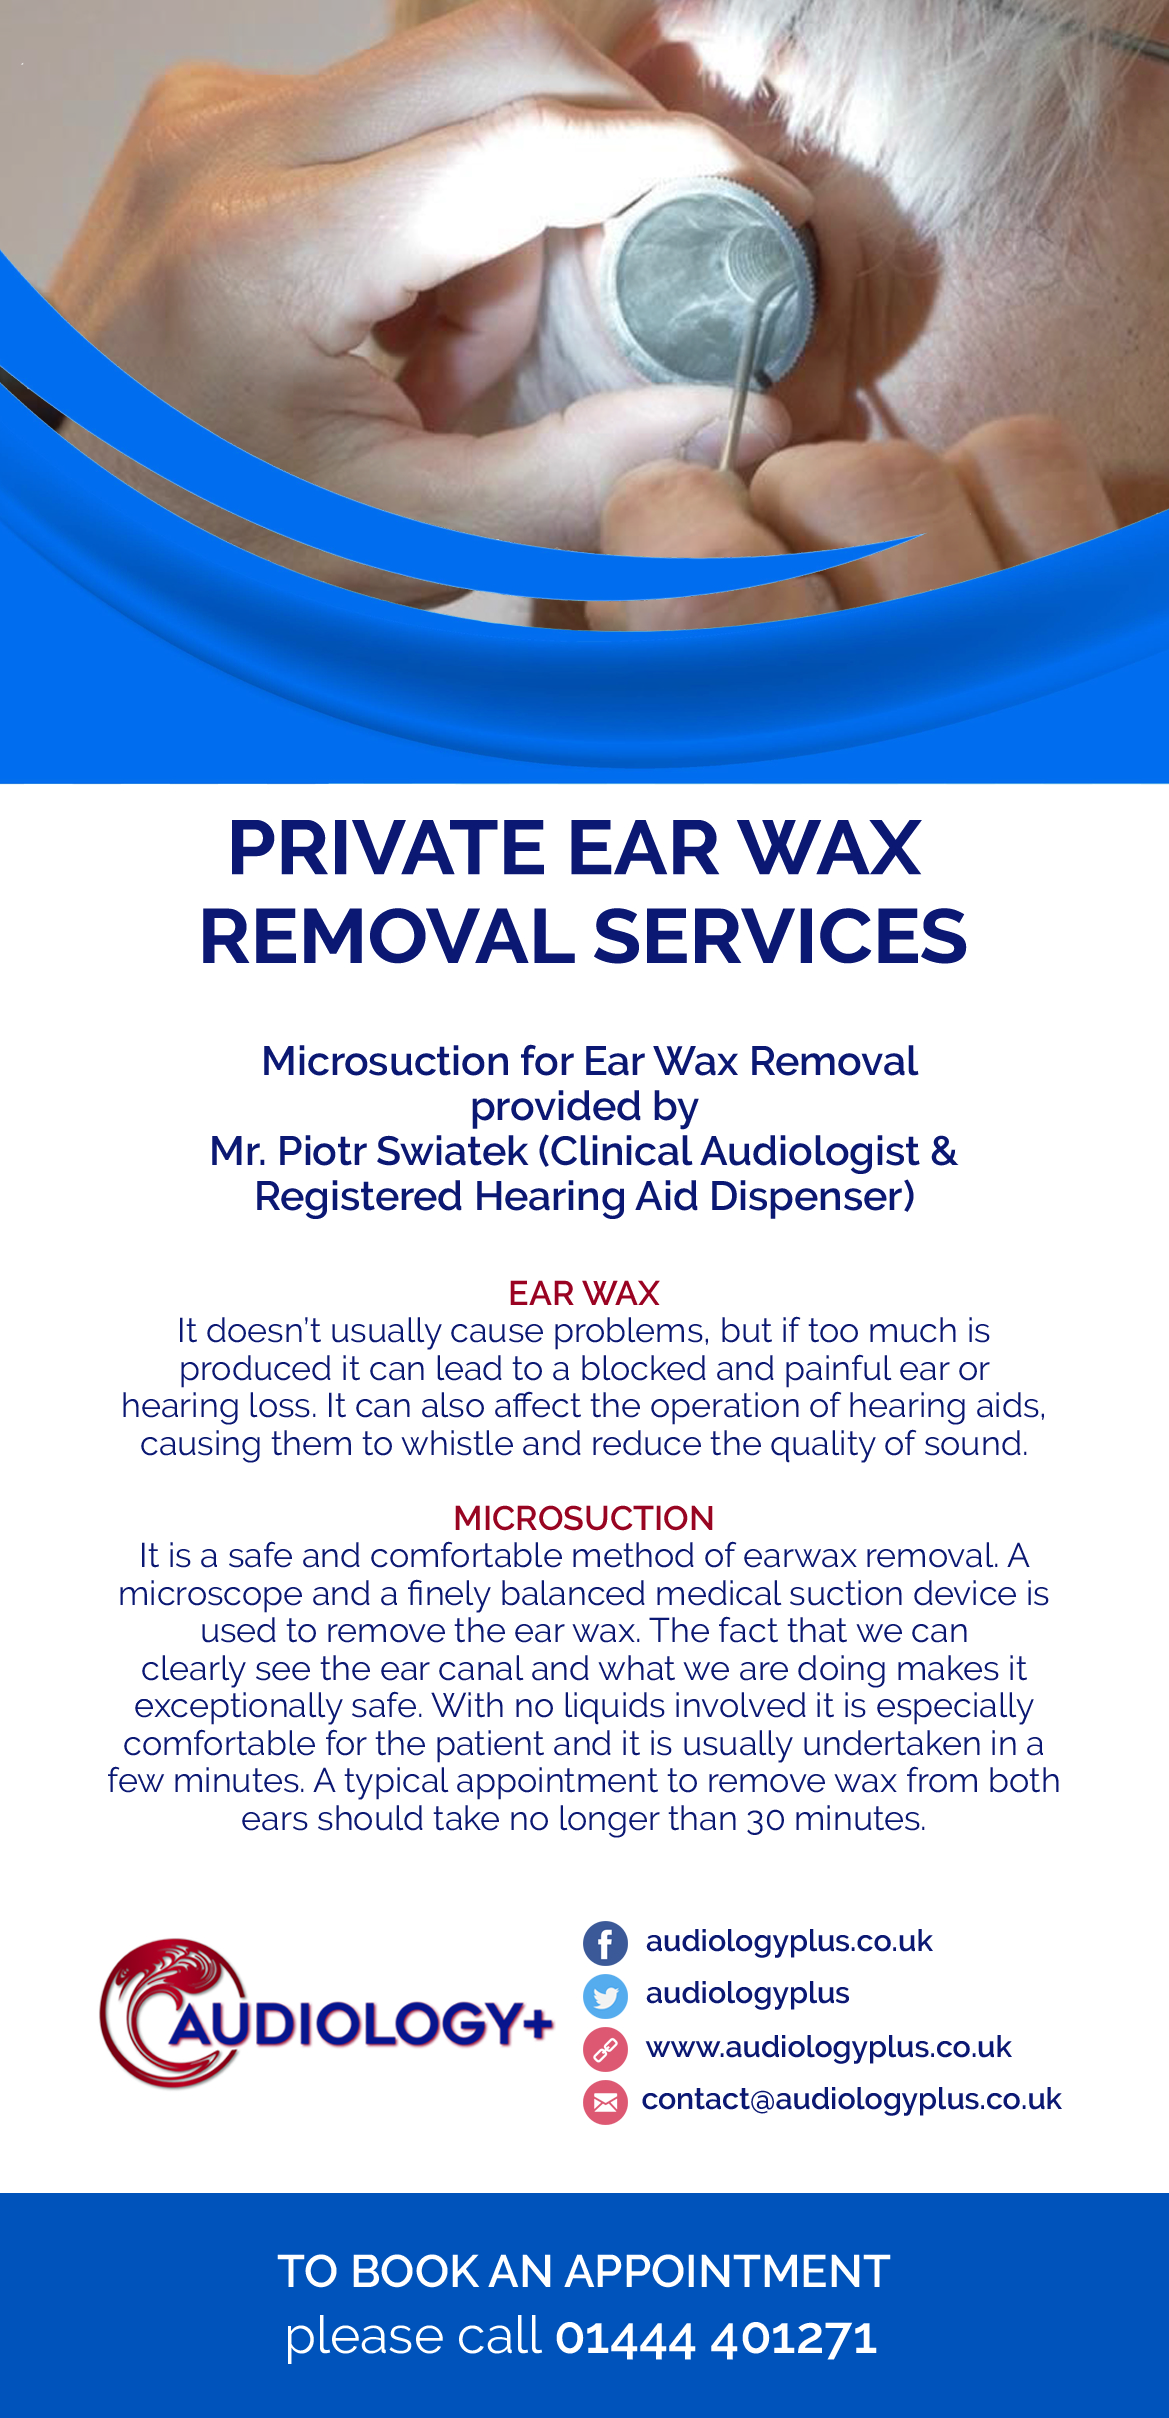 PRIVATE EAR WAX
REMOVAL SERVICES
Microsuction for Ear Wax Removal
provided by
Mr. Piotr Swiatek (Clinical Audiologist &
Registered Hearing Aid Dispenser)
EAR WAX
It doesn't usually cause problems, but if too much is
produced it can lead to a blocked and painful ear or
hearing loss. It can also affect the operation of hearing aids,
causing them to whistle and reduce the quality of sound.
MICROSUCTION
It is a safe and comfortable method of earwax removal. A
microscope and a finely balanced medical suction device is
used to remove the ear wax. The fact that we can
clearly see the ear canal and what we are doing makes it
exceptionally safe. With no liquids involved it is especially
comfortable for the patient and it is usually undertaken in a
few minutes. A typical appointment to remove wax from both
ears should take no longer than 30 minutes.
AUDIOLOGY+
audiologyplus.co.uk
audiologyplus
www.audiologyplus.co.uk
contact@audiologyplus.co.uk
TO BOOK AN APPOINTMENT
please call 01444 401271